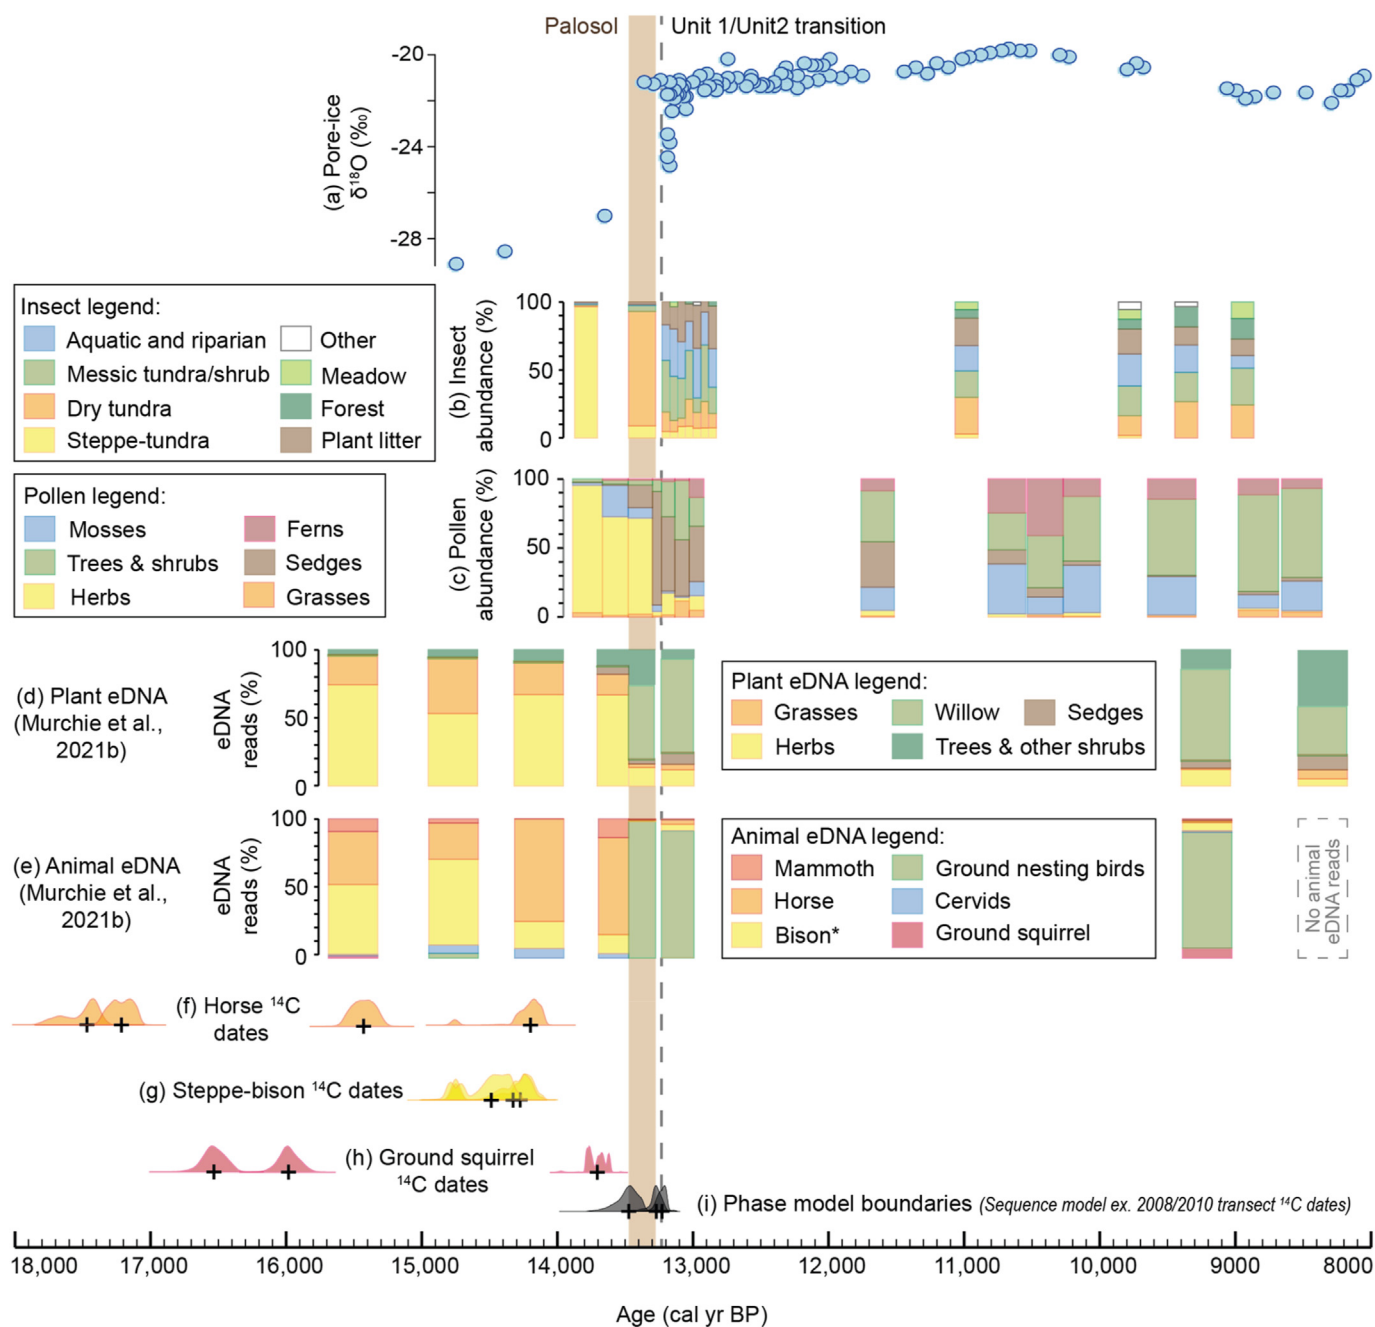 Palosol
Unit 1/Unit2 transition
(a) Pore-ice
δ¹⁸O (‰)
-20
-24
-28
Insect legend:
Aquatic and riparian
Other
Messic tundra/shrub
Meadow
Dry tundra
Forest
Steppe-tundra
Plant litter
(b) Insect
abundance (%)
100
50
0
Pollen legend:
Mosses
Ferns
Trees & shrubs
Sedges
Herbs
Grasses
(c) Pollen
abundance (%)
100
50
0
(d) Plant eDNA
(Murchie et al.,
2021b)
eDNA
reads (%)
100
50
0
Plant eDNA legend:
Grasses
Willow
Sedges
Herbs
Trees & other shrubs
(e) Animal eDNA
(Murchie et al.,
2021b)
eDNA
reads (%)
100
50
0
Animal eDNA legend:
Mammoth
Ground nesting birds
Horse
Cervids
Bison*
Ground squirrel
No animal
eDNA reads
(f) Horse ¹⁴C
dates
(g) Steppe-bison ¹⁴C dates
(h) Ground squirrel
¹⁴C dates
(i) Phase model boundaries (Sequence model ex. 2008/2010 transect ¹⁴C dates)
18,000 17,000 16,000 15,000 14,000 13,000 12,000 11,000 10,000 9000 8000
Age (cal yr BP)